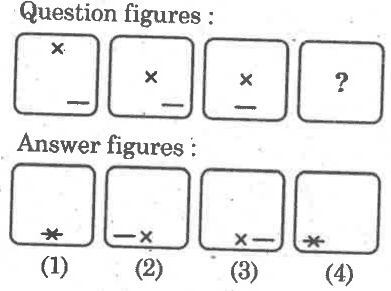 Question figures :
?
Answer figures :
(1) (2) (3) (4)